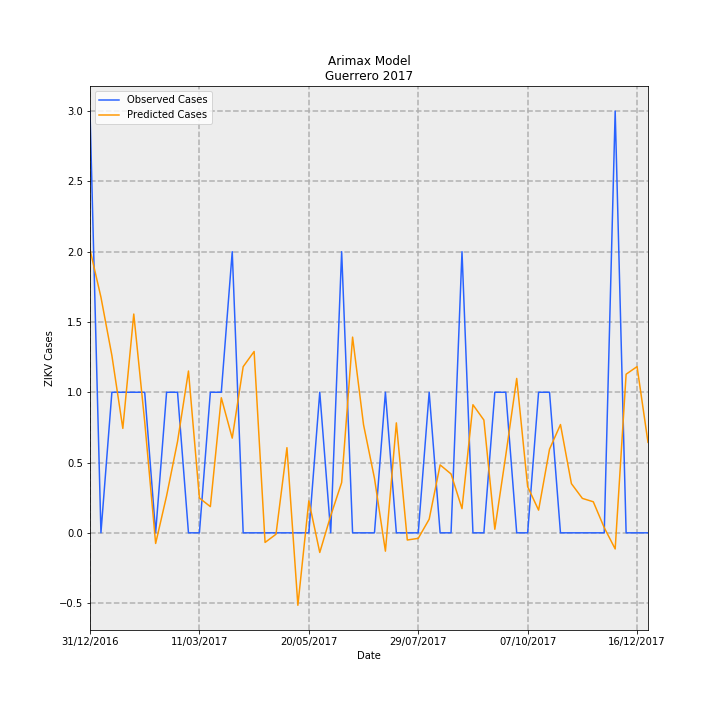 Arimax Model
Guerrero 2017
Observed Cases
Predicted Cases
3.0
2.5
2.0
1.5
1.0
0.5
0.0
−0.5
ZIKV Cases
31/12/2016 11/03/2017 20/05/2017 29/07/2017 07/10/2017 16/12/2017
Date